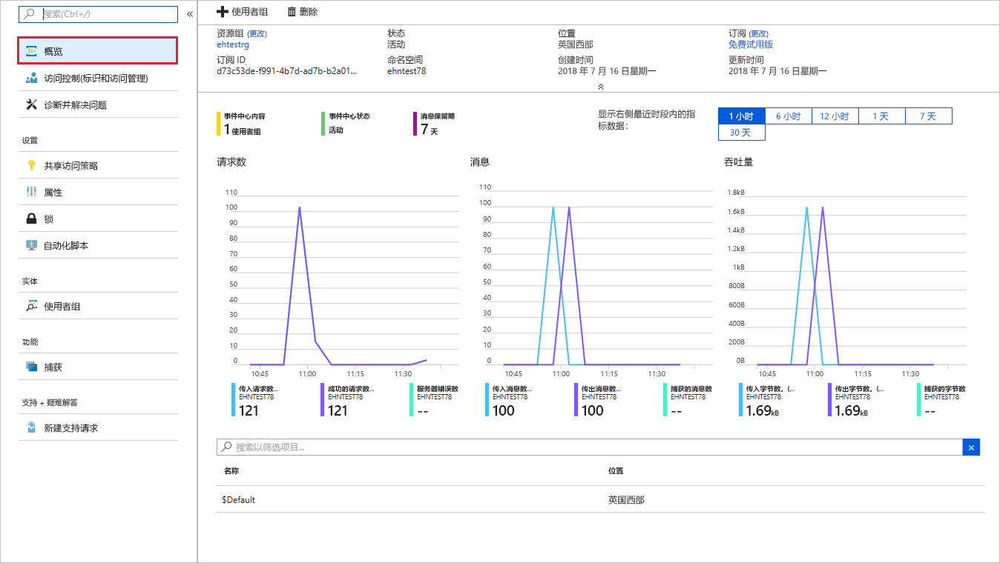 搜索(Ctrl+/)
«
概览
访问控制(标识和访问管理)
诊断并解决问题
设置
共享访问策略
属性
锁
自动化脚本
实体
使用者组
功能
捕获
支持 + 疑难解答
新建支持请求
使用者组 删除
资源组 (更改)
ehtestrg
状态
活动
位置
英国西部
订阅 (更改)
免费试用版
订阅 ID
d73c53de-f991-4b7d-ad7b-b2a01...
命名空间
ehntest78
创建时间
2018 年 7 月 16 日星期一
更新时间
2018 年 7 月 16 日星期一
事件中心内容
1 使用者组
事件中心状态
活动
消息保留期
7 天
显示右侧最近时段内的指
标数据:
1 小时 6 小时 12 小时 1 天 7 天
30 天
请求数
110
100
90
80
70
60
50
40
30
20
10
0
10:45 11:00 11:15 11:30
传入请求数...
EHNTEST78
121
成功的请求数...
EHNTEST78
121
服务器错误数
EHNTEST78
--
消息
110
100
90
80
70
60
50
40
30
20
10
0
10:45 11:00 11:15 11:30
传入消息数...
EHNTEST78
100
传出消息数...
EHNTEST78
100
捕获的消息数
EHNTEST78
--
吞吐量
1.8kB
1.6kB
1.4kB
1.2kB
1kB
800B
600B
400B
200B
0B
10:45 11:00 11:15 11:30
传入字节数。(...
EHNTEST78
1.69kB
传出字节数。(...
EHNTEST78
1.69kB
捕获的字节数
EHNTEST78
--
搜索以筛选项目...
名称 位置
$Default 英国西部